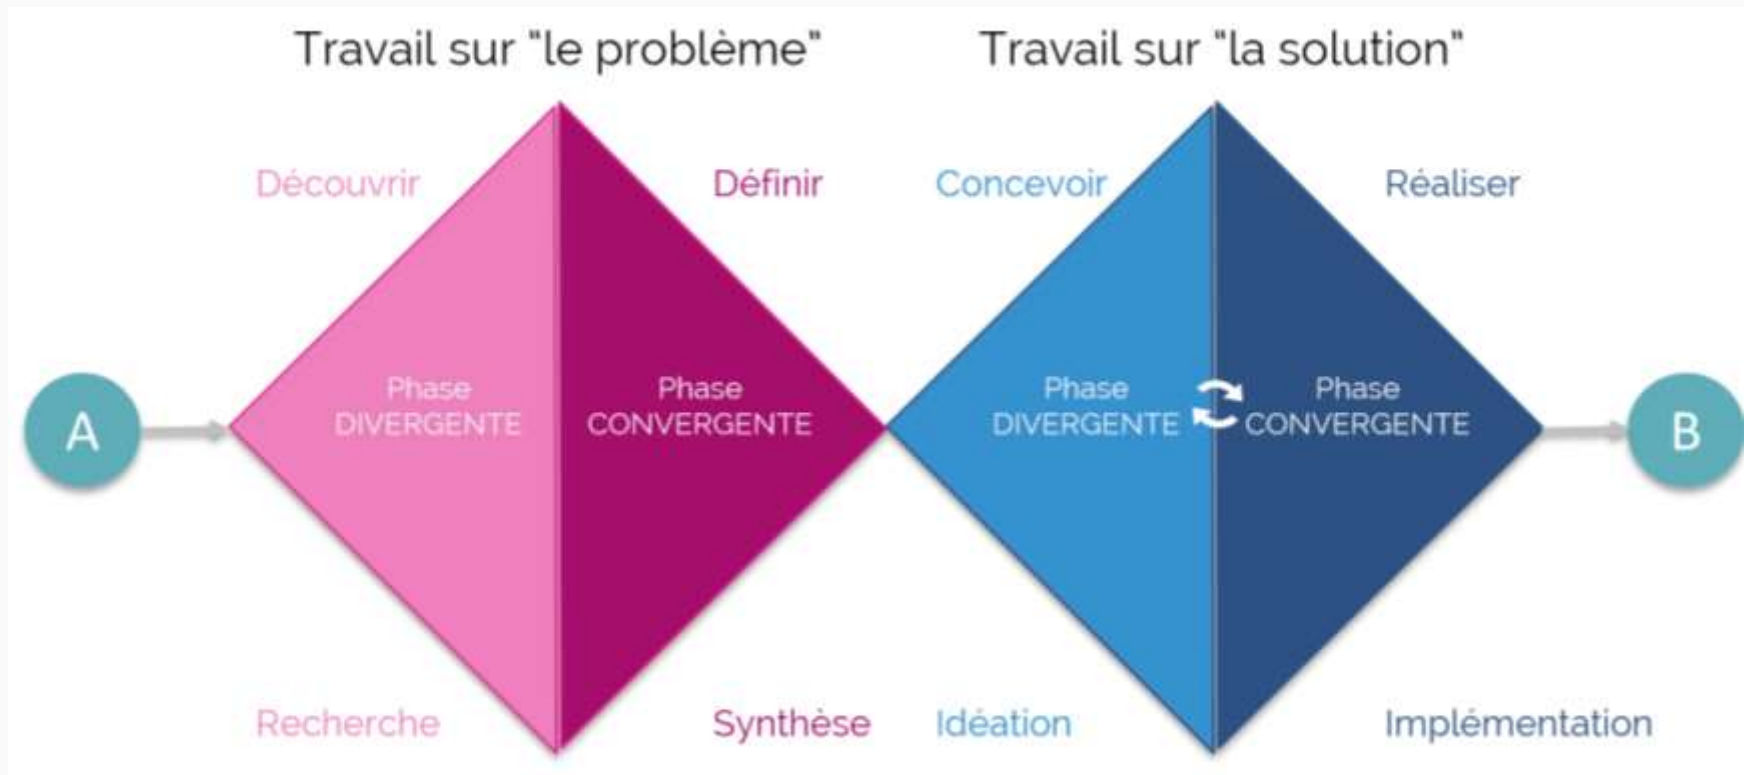 Travail sur “le problème”
Travail sur “la solution”
Découvrir
Définir
Concevoir
Réaliser
A
Phase
DIVERGENTE
Phase
CONVERGENTE
Phase
DIVERGENTE
Phase
CONVERGENTE
B
Recherche
Synthèse
Idéation
Implémentation